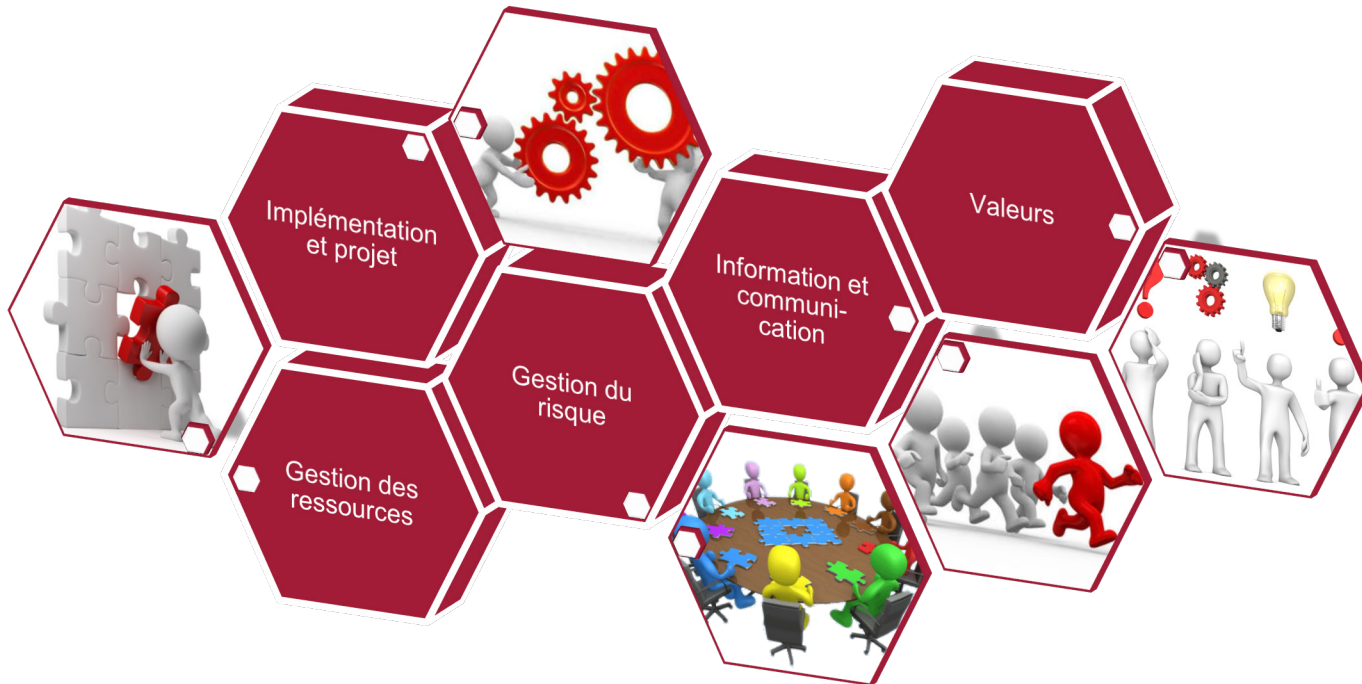 Implémentation
et projet
Gestion des
ressources
Gestion du
risque
Information et
communi-
cation
Valeurs